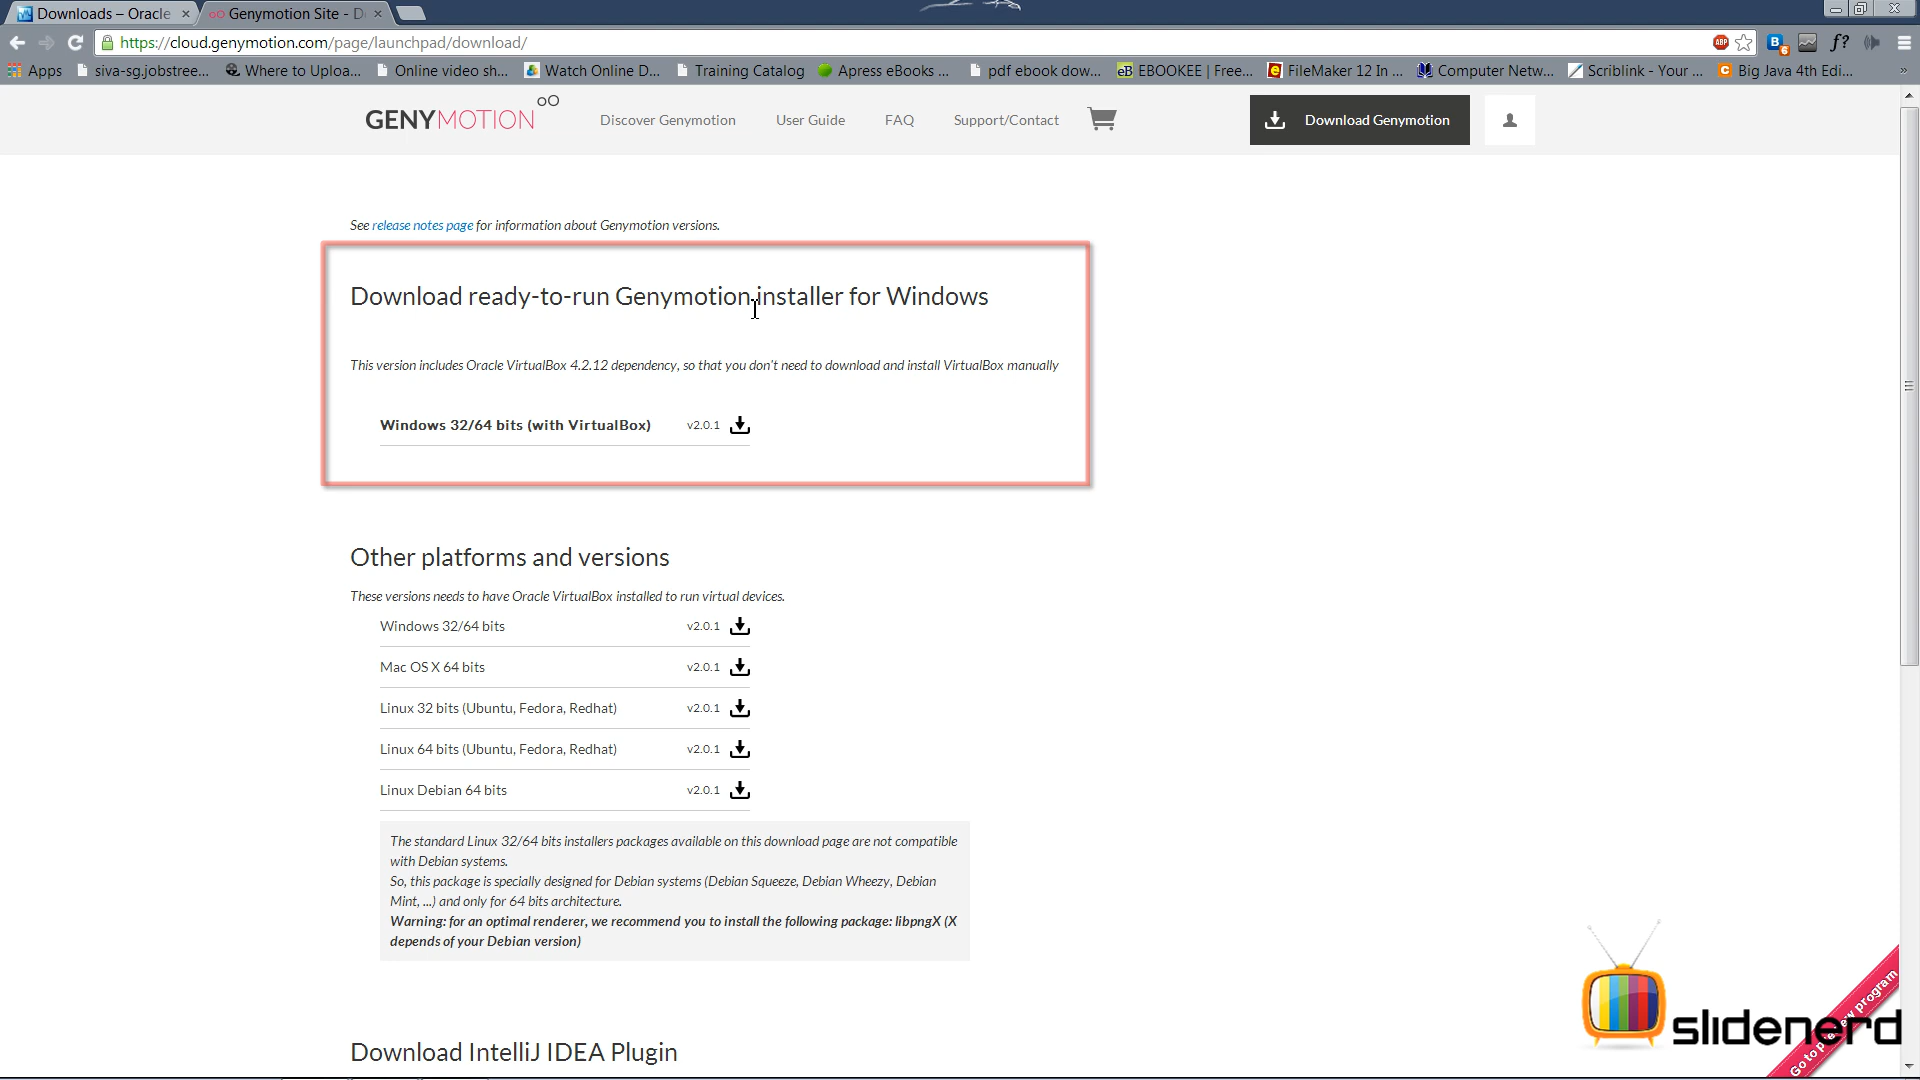 Downloads – Oracle
Genymotion Site - D
https://cloud.genymotion.com/page/launchpad/download/
ABP
B
6
f?
Apps
siva-sg.jobstree...
Where to Uploa...
Online video sh...
Watch Online D...
Training Catalog
Apress eBooks ...
pdf ebook dow...
eB EBOOKEE | Free...
FileMaker 12 In ...
Computer Netw...
Scriblink - Your ...
Big Java 4th Edi...
»
GENYMOTION
Discover Genymotion
User Guide
FAQ
Support/Contact
Download Genymotion
See release notes page for information about Genymotion versions.
Download ready-to-run Genymotion installer for Windows
This version includes Oracle VirtualBox 4.2.12 dependency, so that you don't need to download and install VirtualBox manually
Windows 32/64 bits (with VirtualBox) v2.0.1
Other platforms and versions
These versions needs to have Oracle VirtualBox installed to run virtual devices.
Windows 32/64 bits v2.0.1
Mac OS X 64 bits v2.0.1
Linux 32 bits (Ubuntu, Fedora, Redhat) v2.0.1
Linux 64 bits (Ubuntu, Fedora, Redhat) v2.0.1
Linux Debian 64 bits v2.0.1
The standard Linux 32/64 bits installers packages available on this download page are not compatible
with Debian systems.
So, this package is specially designed for Debian systems (Debian Squeeze, Debian Wheezy, Debian
Mint, ...) and only for 64 bits architecture.
Warning: for an optimal renderer, we recommend you to install the following package: libpngX (X
depends of your Debian version)
Download IntelliJ IDEA Plugin
slidenerd
Go to program